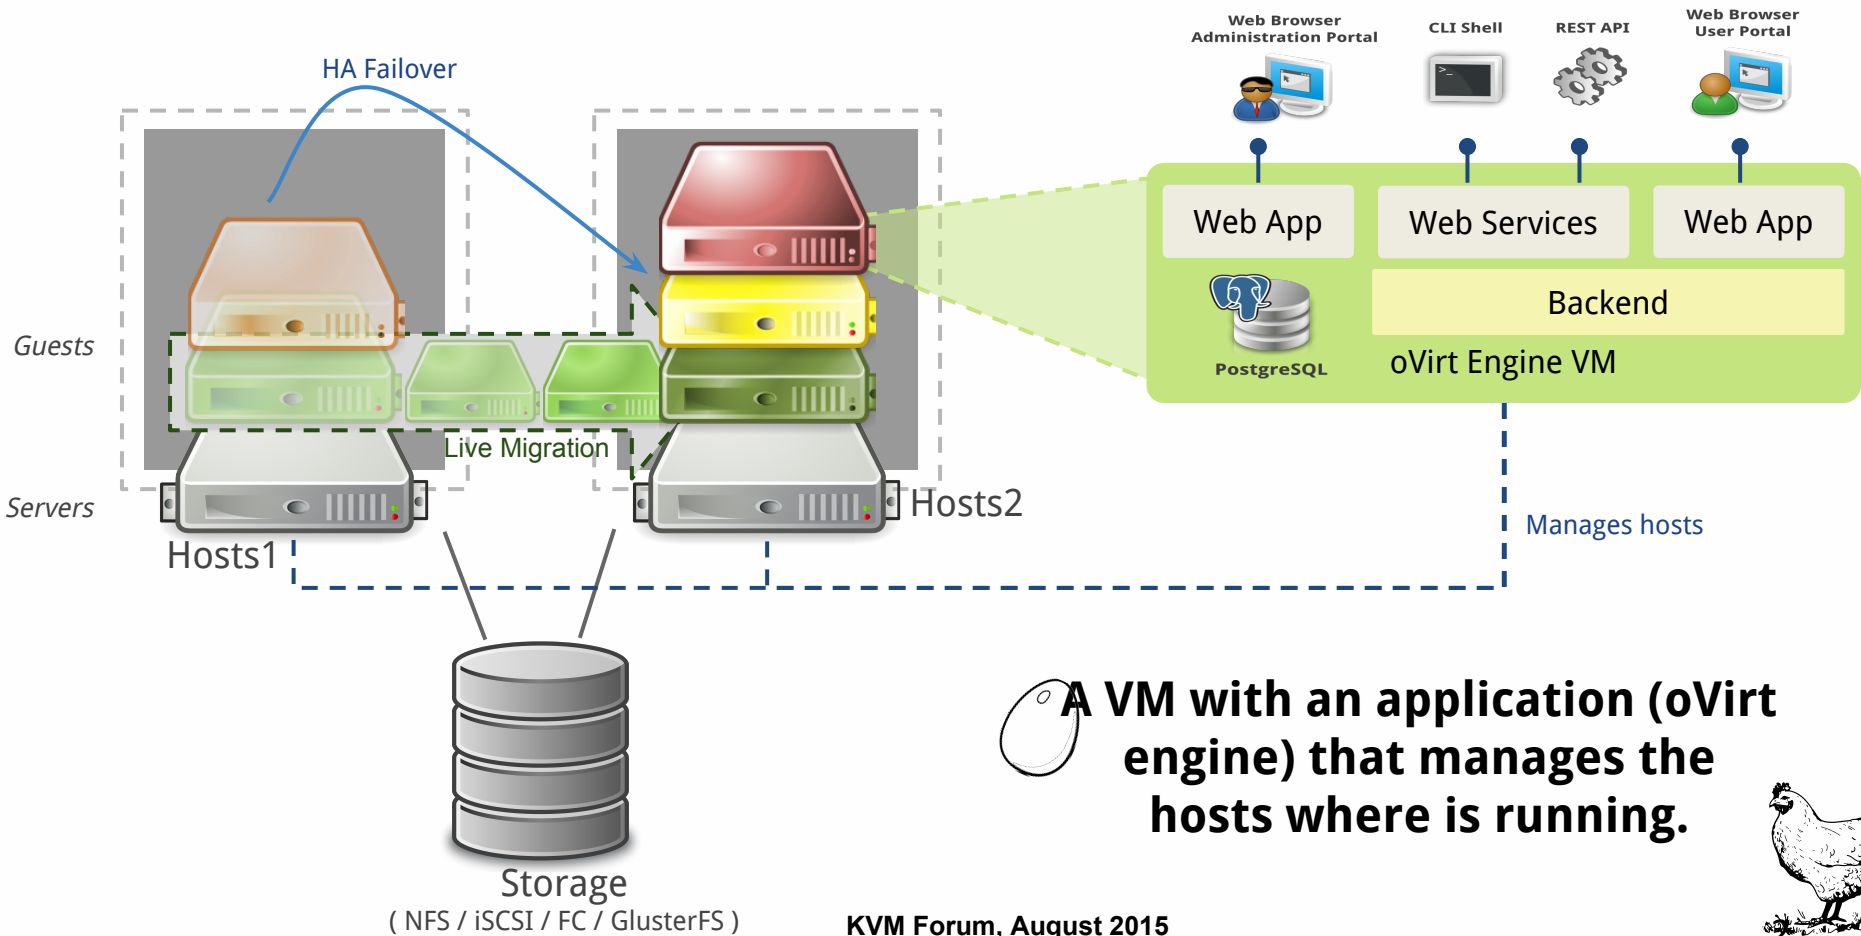 Web Browser
Administration Portal
CLI Shell
REST API
Web Browser
User Portal
HA Failover
Web App
Web Services
Web App
Backend
PostgreSQL
oVirt Engine VM
Guests
Live Migration
Servers
Hosts1
Hosts2
Manages hosts
>_
A VM with an application (oVirt
engine) that manages the
hosts where is running.
Storage
( NFS / iSCSI / FC / GlusterFS )
KVM Forum, August 2015